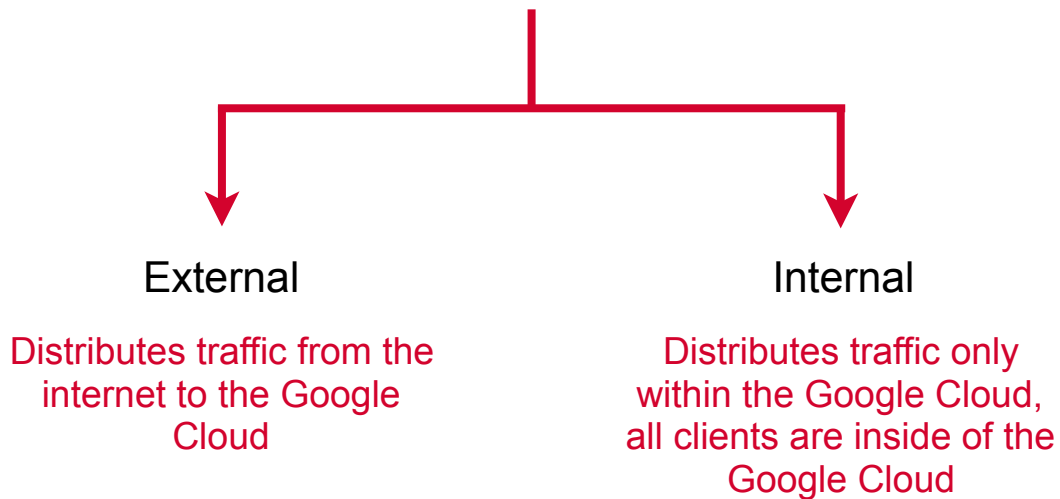 External
Distributes traffic from the
internet to the Google
Cloud
Internal
Distributes traffic only
within the Google Cloud,
all clients are inside of the
Google Cloud